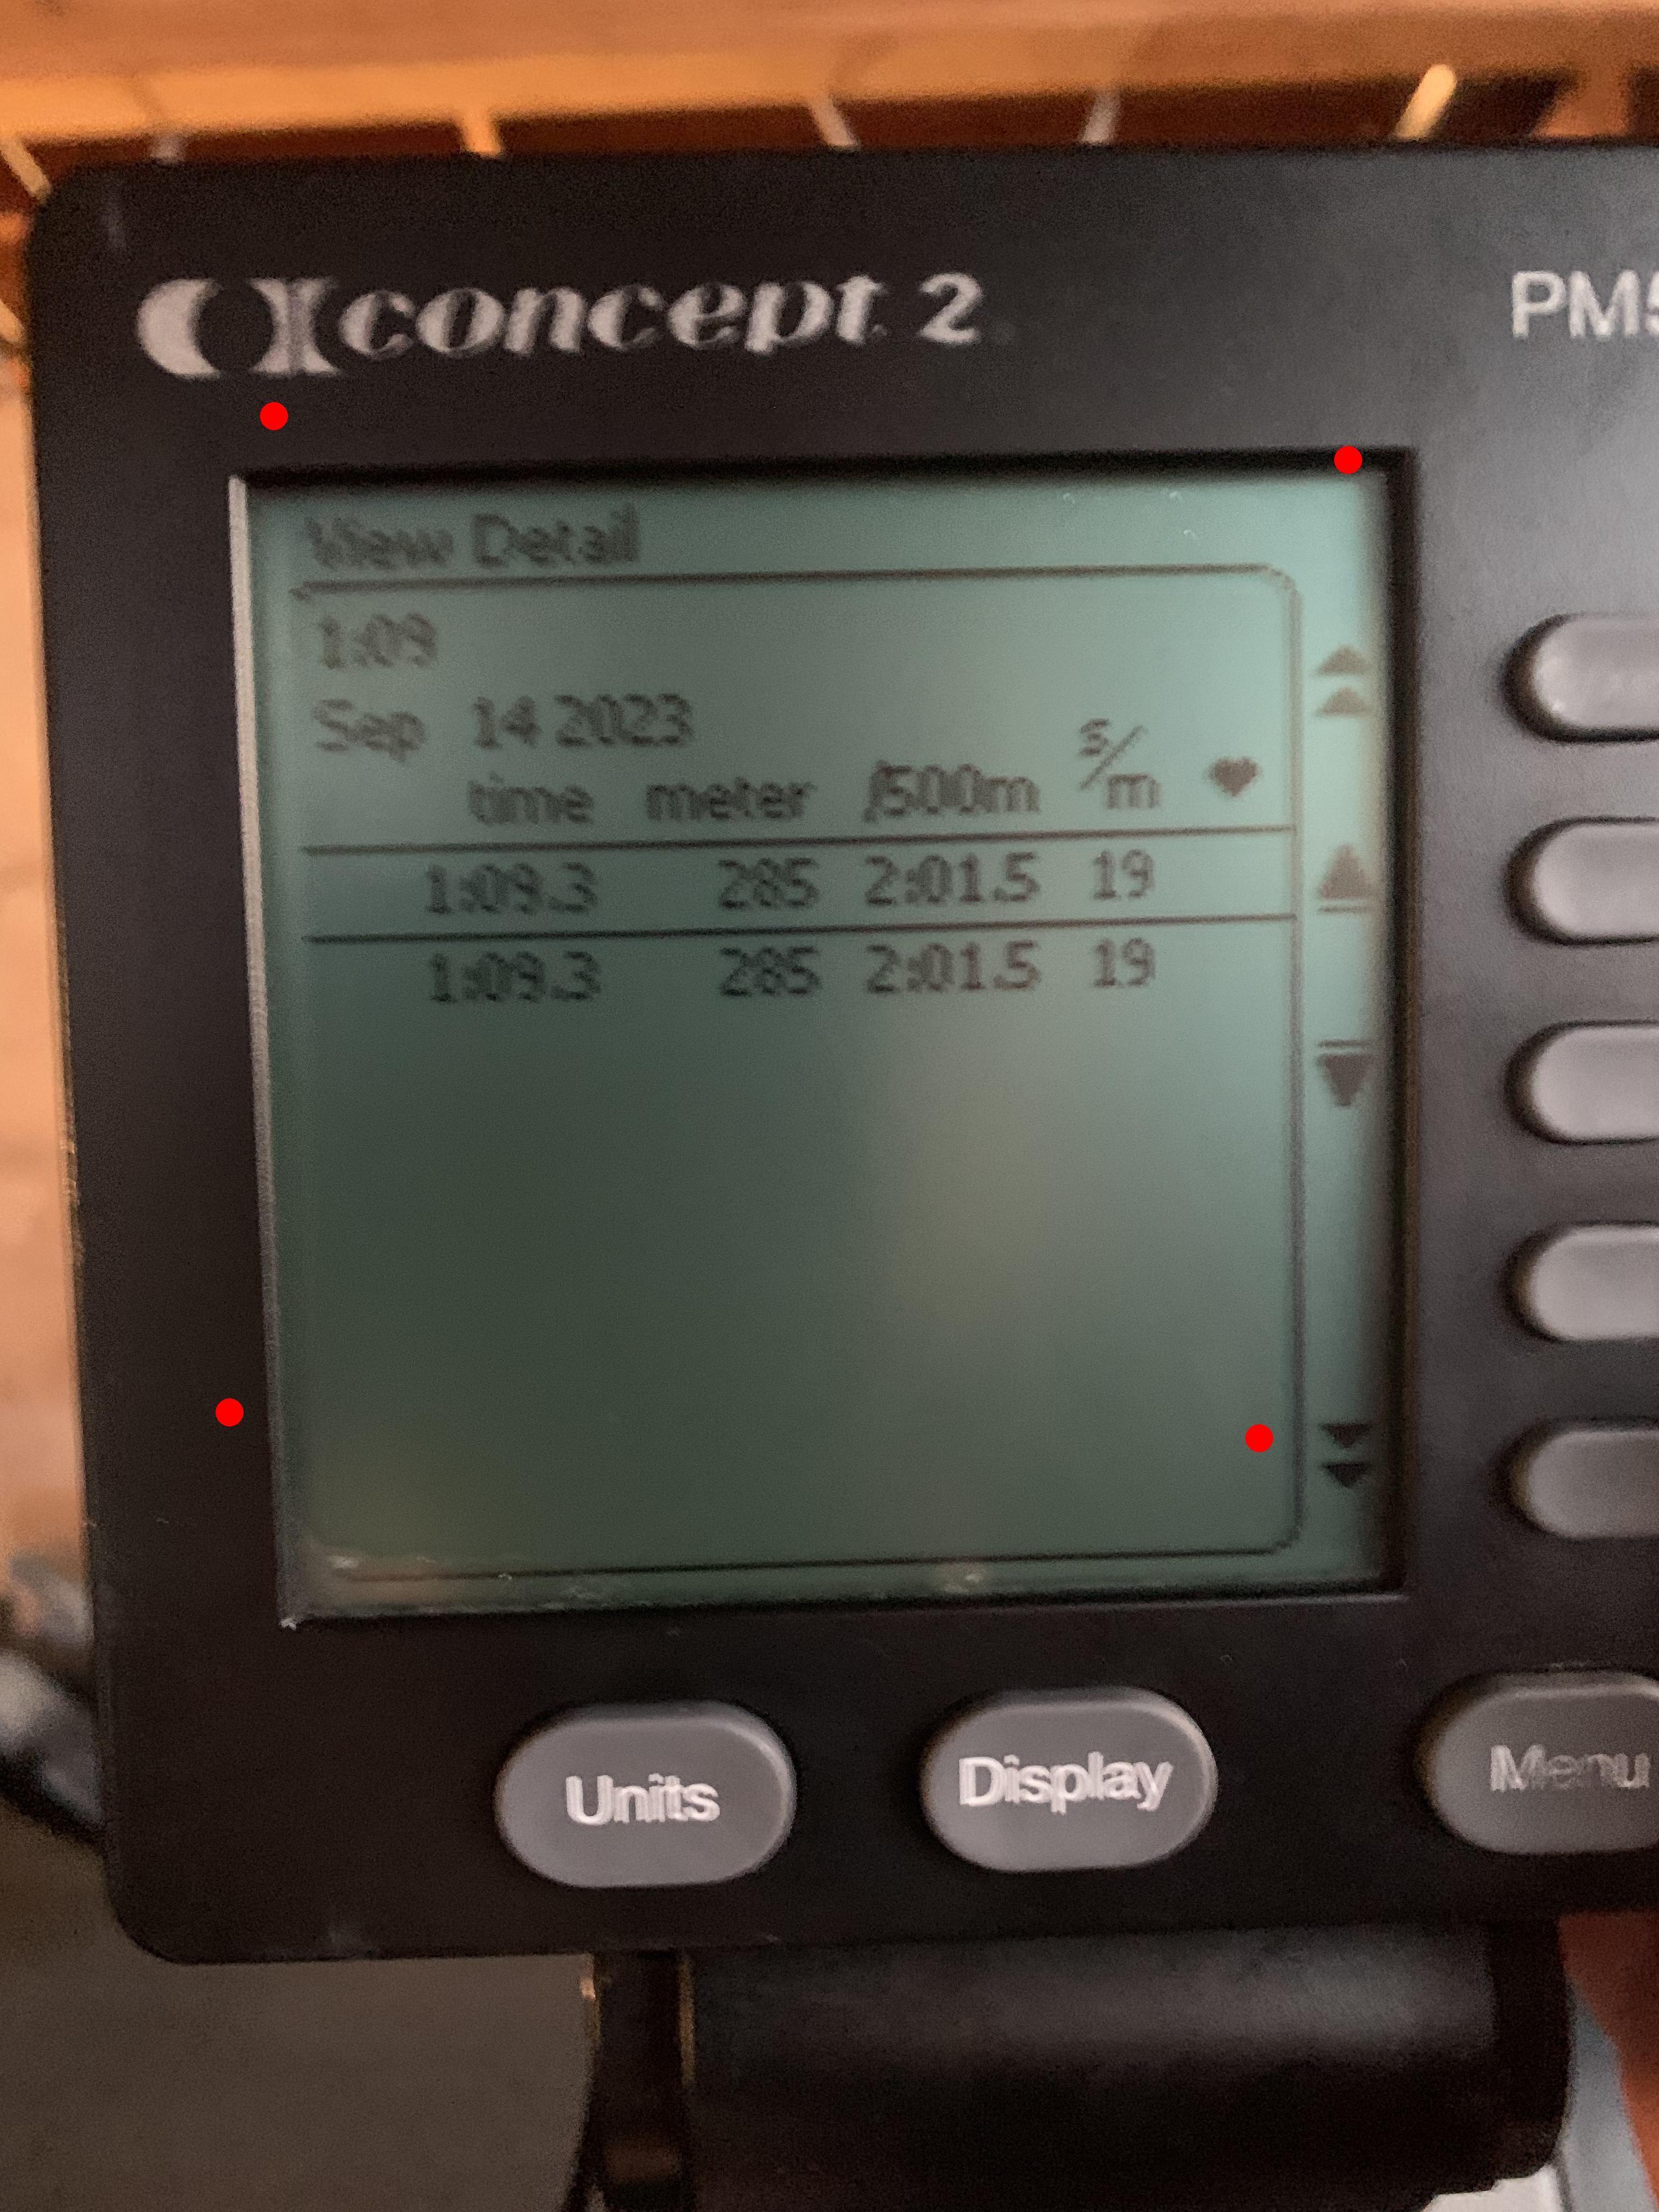 concept 2
PM5
View Detail
1:09
Sep 14 2023
time meter /500m s/m ♥
1:09.3 285 2:01.5 19
1:09.3 285 2:01.5 19
Units Display Menu